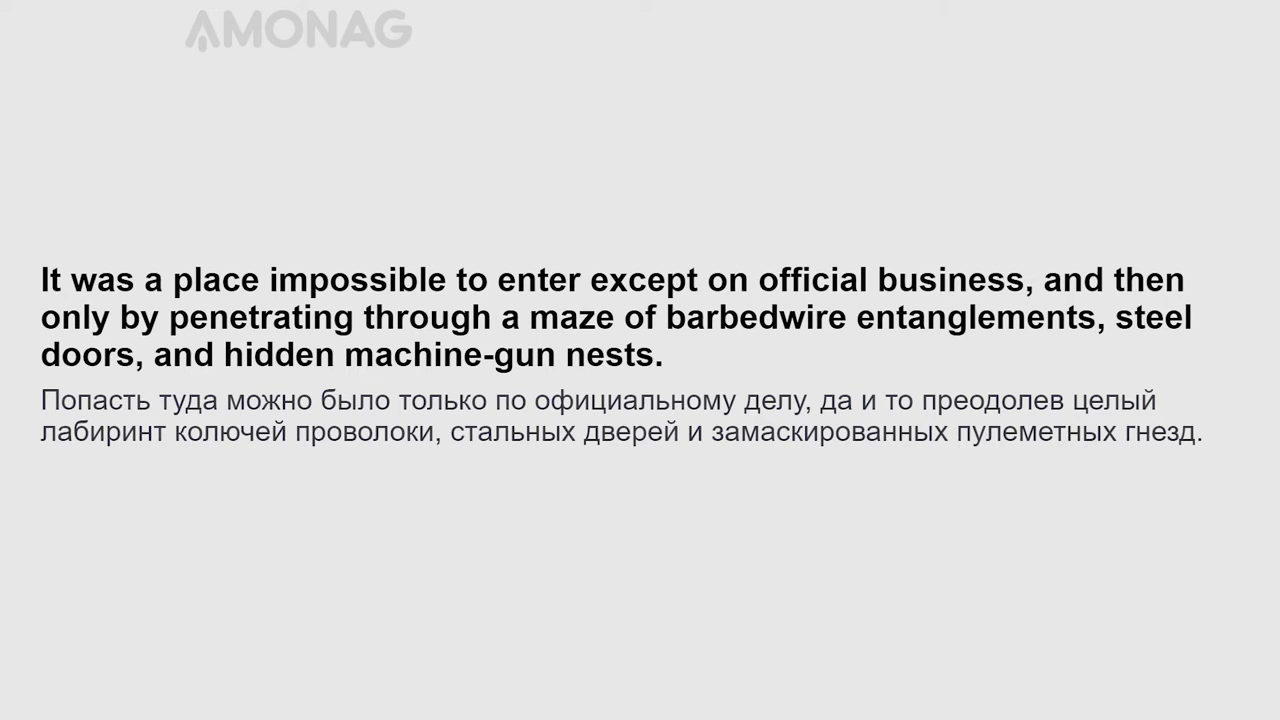 AMONAG
It was a place impossible to enter except on official business, and then
only by penetrating through a maze of barbedwire entanglements, steel
doors, and hidden machine-gun nests.
Попасть туда можно было только по официальному делу, да и то преодолев целый
лабиринт колючей проволоки, стальных дверей и замаскированных пулеметных гнезд.